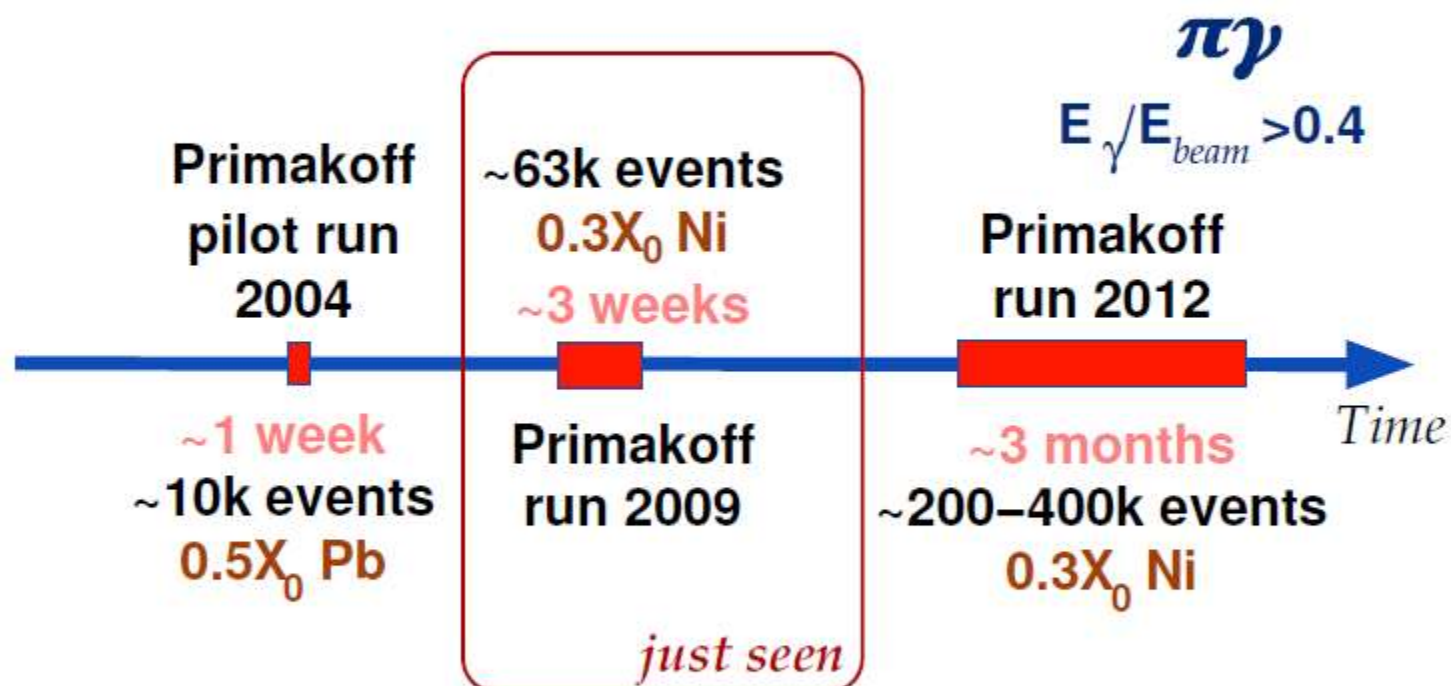 πγ
E γ/E beam >0.4
Primakoff
pilot run
2004
~1 week
~10k events
0.5X0 Pb
~63k events
0.3X0 Ni
~3 weeks
Primakoff
run 2009
just seen
Primakoff
run 2012
~3 months
~200–400k events
0.3X0 Ni
Time